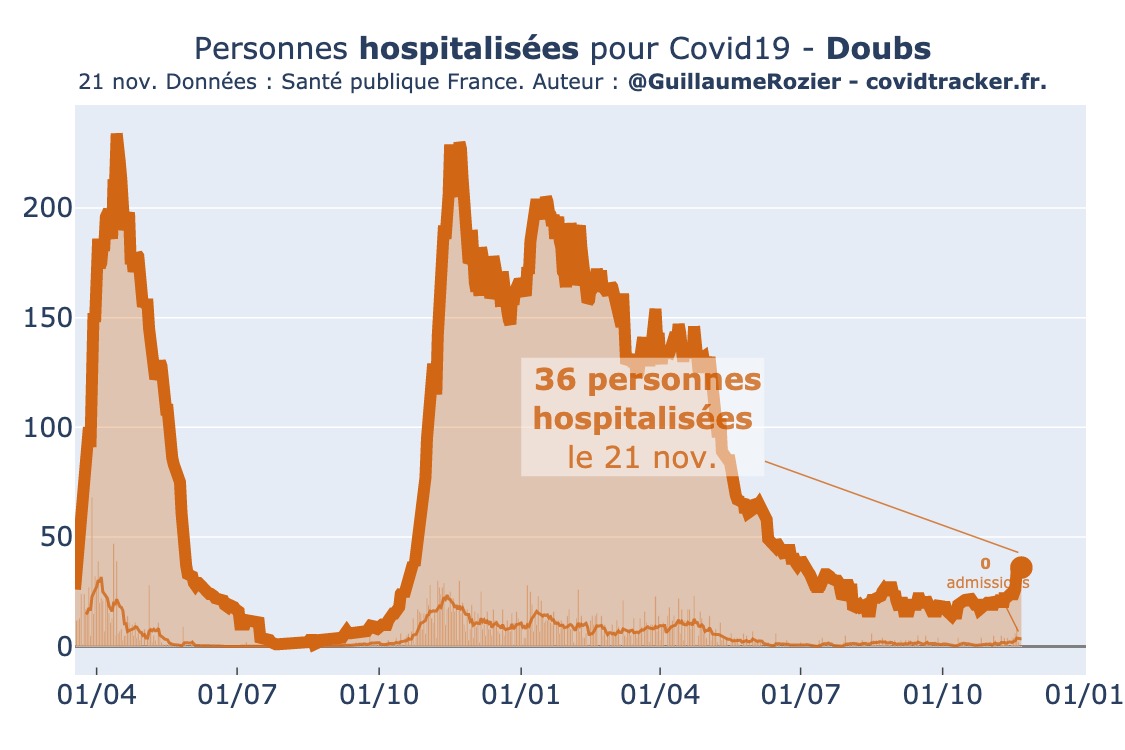 Personnes hospitalisées pour Covid19 - Doubs
21 nov. Données : Santé publique France. Auteur : @GuillaumeRozier - covidtracker.fr.
200
150
100
50
0
36 personnes
hospitalisées
le 21 nov.
0
admissions
01/04 01/07 01/10 01/01 01/04 01/07 01/10 01/01